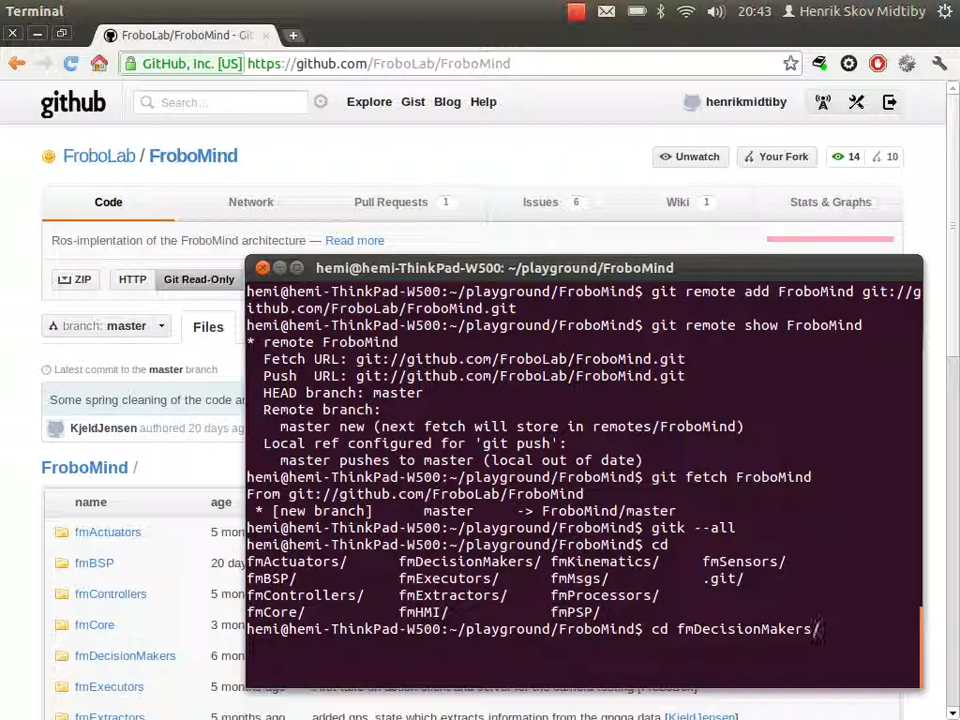 Terminal
20:43
Henrik Skov Midtiby
FroboLab/FroboMind - Git
GitHub, Inc. [US]
https://github.com/FroboLab/FroboMind
github
Search...
Explore Gist Blog Help
henrikmidtiby
FroboLab / FroboMind
Unwatch
Your Fork
14
10
Code
Network
Pull Requests 1
Issues 6
Wiki 1
Stats & Graphs
Ros-implentation of the FroboMind architecture — Read more
ZIP
HTTP
Git Read-Only
branch: master
Files
Latest commit to the master branch
Some spring cleaning of the code
KjeldJensen authored 20 days
FroboMind /
name
age
fmActuators
5 mon
fmBSP
20 day
fmControllers
5 mon
fmCore
5 mon
fmDecisionMakers
6 mon
fmExecutors
5 mon
fmExtractors
5 months ago
added gps_state which extracts information from the gpgga data [KjeldJensen]
hemi@hemi-ThinkPad-W500: ~/playground/FroboMind
hemi@hemi-ThinkPad-W500:~/playground/FroboMind$ git remote add FroboMind git://g
ithub.com/FroboLab/FroboMind.git
hemi@hemi-ThinkPad-W500:~/playground/FroboMind$ git remote show FroboMind
* remote FroboMind
Fetch URL: git://github.com/FroboLab/FroboMind.git
Push  URL: git://github.com/FroboLab/FroboMind.git
HEAD branch: master
Remote branch:
master new (next fetch will store in remotes/FroboMind)
Local ref configured for 'git push':
master pushes to master (local out of date)
hemi@hemi-ThinkPad-W500:~/playground/FroboMind$ git fetch FroboMind
From git://github.com/FroboLab/FroboMind
* [new branch]      master     -> FroboMind/master
hemi@hemi-ThinkPad-W500:~/playground/FroboMind$ gitk --all
hemi@hemi-ThinkPad-W500:~/playground/FroboMind$ cd
fmActuators/      fmDecisionMakers/ fmKinematics/     fmSensors/
fmBSP/            fmExecutors/      fmMsgs/           .git/
fmControllers/    fmExtractors/     fmProcessors/
fmCore/           fmHMI/            fmPSP/
hemi@hemi-ThinkPad-W500:~/playground/FroboMind$ cd fmDecisionMakers/